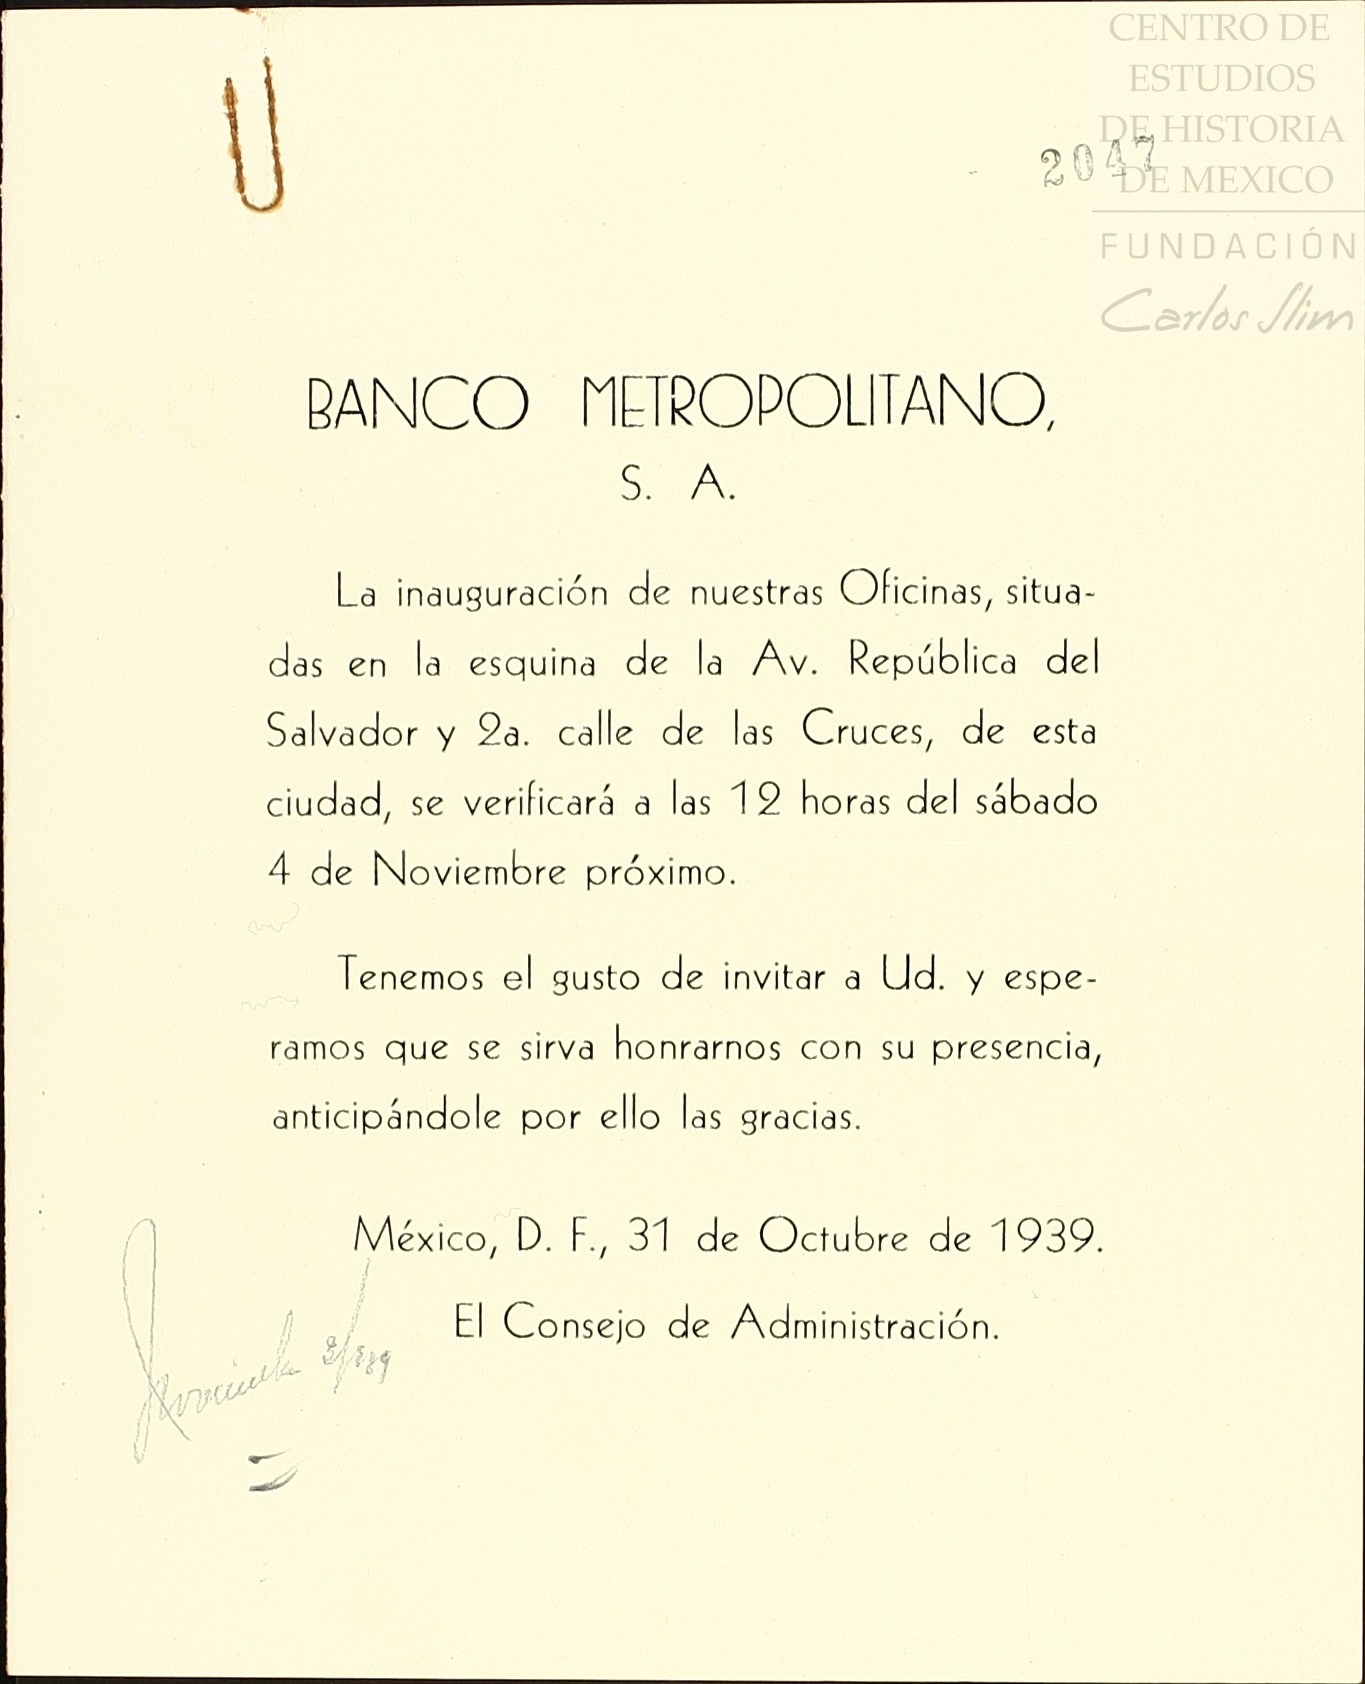 CENTRO DE
ESTUDIOS
DE HISTORIA
DE MEXICO
FUNDACIÓN
Carlos Slim
2047
BANCO METROPOLITANO,
S. A.
La inauguración de nuestras Oficinas, situa-
das en la esquina de la Av. República del
Salvador y 2a. calle de las Cruces, de esta
ciudad, se verificará a las 12 horas del sábado
4 de Noviembre próximo.
Tenemos el gusto de invitar a Ud. y espe-
ramos que se sirva honrarnos con su presencia,
anticipándole por ello las gracias.
México, D. F., 31 de Octubre de 1939.
El Consejo de Administración.